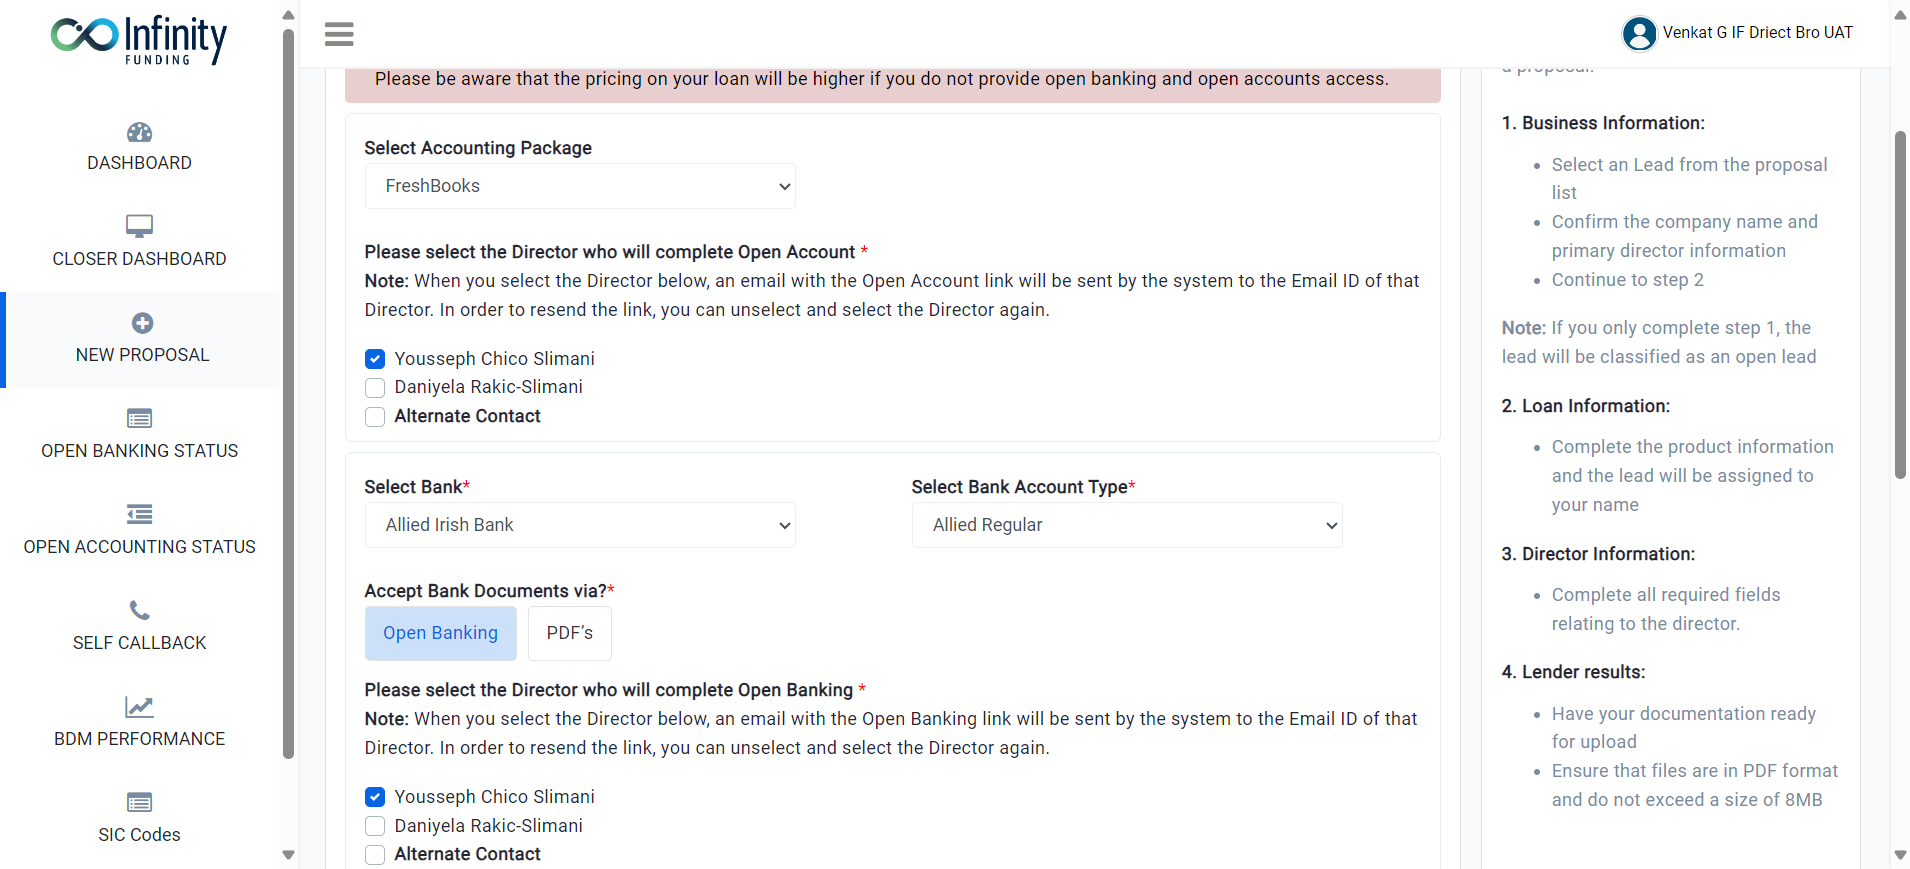 Infinity
FUNDING
DASHBOARD
CLOSER DASHBOARD
NEW PROPOSAL
OPEN BANKING STATUS
OPEN ACCOUNTING STATUS
SELF CALLBACK
BDM PERFORMANCE
SIC Codes
Venkat G IF Driect Bro UAT
Please be aware that the pricing on your loan will be higher if you do not provide open banking and open accounts access.
Select Accounting Package
FreshBooks
Please select the Director who will complete Open Account *
Note: When you select the Director below, an email with the Open Account link will be sent by the system to the Email ID of that
Director. In order to resend the link, you can unselect and select the Director again.
Yousseph Chico Slimani
Daniyela Rakic-Slimani
Alternate Contact
Select Bank*
Allied Irish Bank
Select Bank Account Type*
Allied Regular
Accept Bank Documents via?*
Open Banking
PDF’s
Please select the Director who will complete Open Banking *
Note: When you select the Director below, an email with the Open Banking link will be sent by the system to the Email ID of that
Director. In order to resend the link, you can unselect and select the Director again.
Yousseph Chico Slimani
Daniyela Rakic-Slimani
Alternate Contact
a proposal.
1. Business Information:
Select an Lead from the proposal
list
Confirm the company name and
primary director information
Continue to step 2
Note: If you only complete step 1, the
lead will be classified as an open lead
2. Loan Information:
Complete the product information
and the lead will be assigned to
your name
3. Director Information:
Complete all required fields
relating to the director.
4. Lender results:
Have your documentation ready
for upload
Ensure that files are in PDF format
and do not exceed a size of 8MB